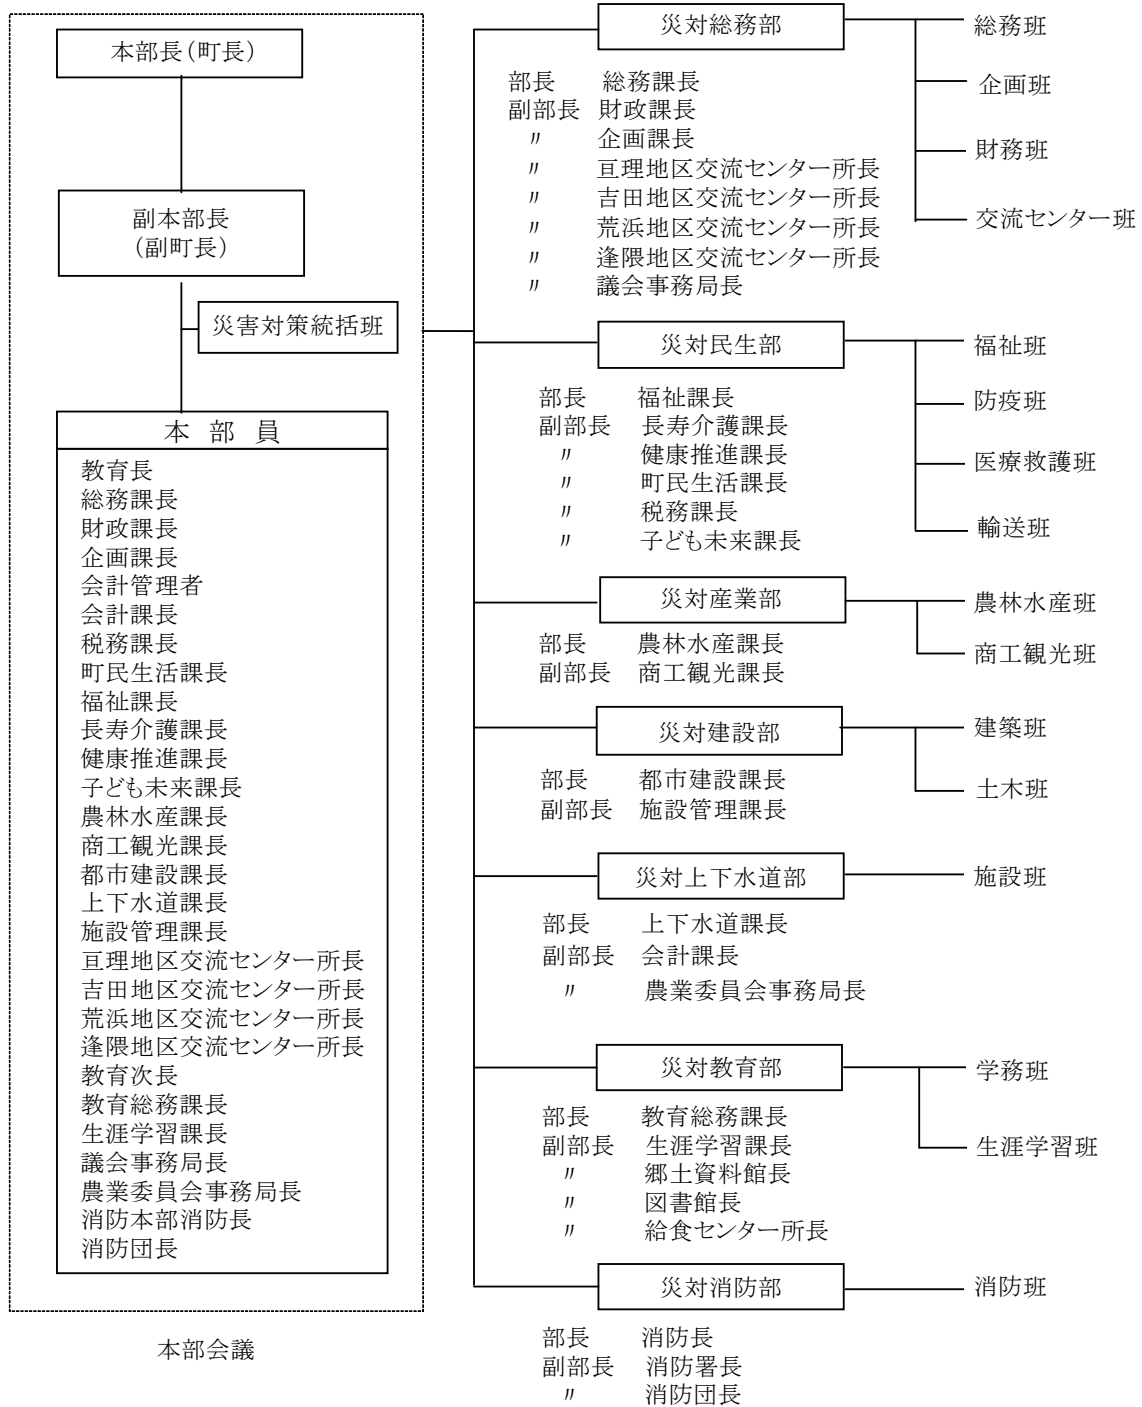 本部長（町長）
副本部長
（副町長）
災害対策統括班
本 部 員
教育長
総務課長
財政課長
企画課長
会計管理者
会計課長
税務課長
町民生活課長
福祉課長
長寿介護課長
健康推進課長
子ども未来課長
農林水産課長
商工観光課長
都市建設課長
上下水道課長
施設管理課長
亘理地区交流センター所長
吉田地区交流センター所長
荒浜地区交流センター所長
逢隈地区交流センター所長
教育次長
教育総務課長
生涯学習課長
議会事務局長
農業委員会事務局長
消防本部消防長
消防団長
本部会議
災対総務部
部長 総務課長
副部長 財政課長
〃 企画課長
〃 亘理地区交流センター所長
〃 吉田地区交流センター所長
〃 荒浜地区交流センター所長
〃 逢隈地区交流センター所長
〃 議会事務局長
総務班
企画班
財務班
交流センター班
災対民生部
部長 福祉課長
副部長 長寿介護課長
〃 健康推進課長
〃 町民生活課長
〃 税務課長
〃 子ども未来課長
福祉班
防疫班
医療救護班
輸送班
災対産業部
部長 農林水産課長
副部長 商工観光課長
農林水産班
商工観光班
災対建設部
部長 都市建設課長
副部長 施設管理課長
建築班
土木班
災対上下水道部
部長 上下水道課長
副部長 会計課長
〃 農業委員会事務局長
施設班
災対教育部
部長 教育総務課長
副部長 生涯学習課長
〃 郷土資料館長
〃 図書館長
〃 給食センター所長
学務班
生涯学習班
災対消防部
部長 消防長
副部長 消防署長
〃 消防団長
消防班